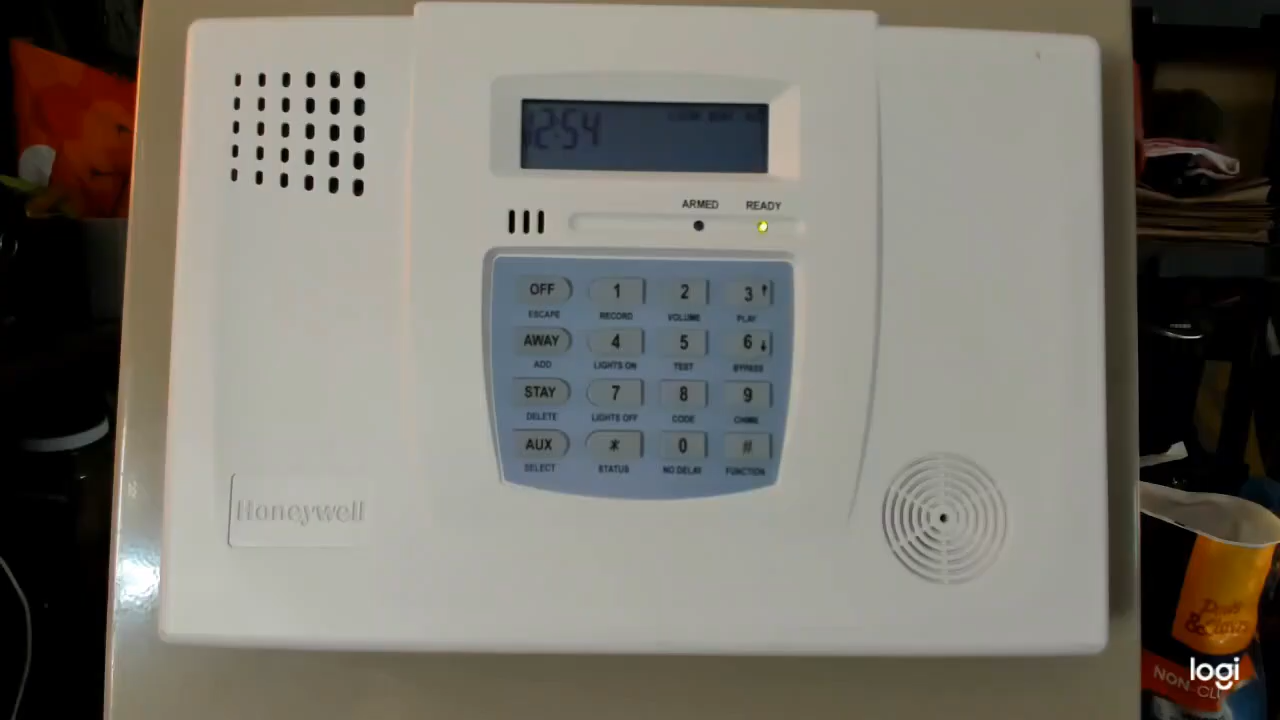 12:54
ARMED READY
OFF 1 2 3
ESCAPE RECORD VOLUME PLAY
AWAY 4 5 6
ADD LIGHTS ON TEST BYPASS
STAY 7 8 9
DELETE LIGHTS OFF CODE CHIME
AUX * 0 #
SELECT STATUS NO DELAY FUNCTION
Honeywell
NON-CL
logi